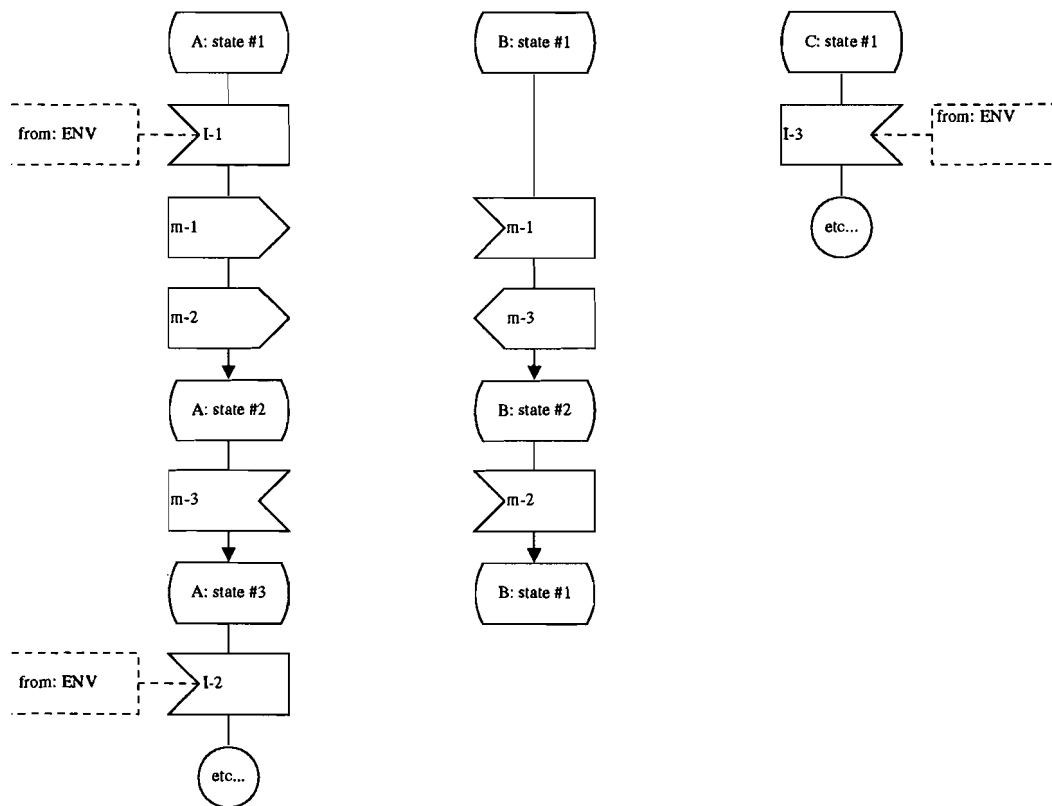 A: state #1
B: state #1
C: state #1
from: ENV
I-1
I-3
from: ENV
m-1
m-1
etc...
m-2
m-3
A: state #2
B: state #2
m-3
m-2
A: state #3
B: state #1
from: ENV
I-2
etc...